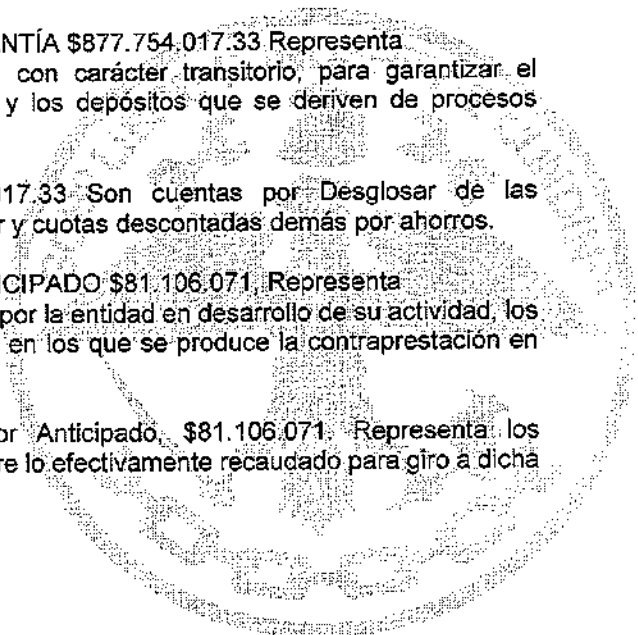 NTÍA $877.754.017.33 Representa
con carácter transitorio, para garantizar el
y los depósitos que se deriven de procesos
017.33 Son cuentas por Desglosar de las
r y cuotas descontadas demás por ahorros.
ICIPADO $81.106.071, Representa
por la entidad en desarrollo de su actividad, los
en los que se produce la contraprestación en
or Anticipado, $81.106.071. Representa los
re lo efectivamente recaudado para giro a dicha